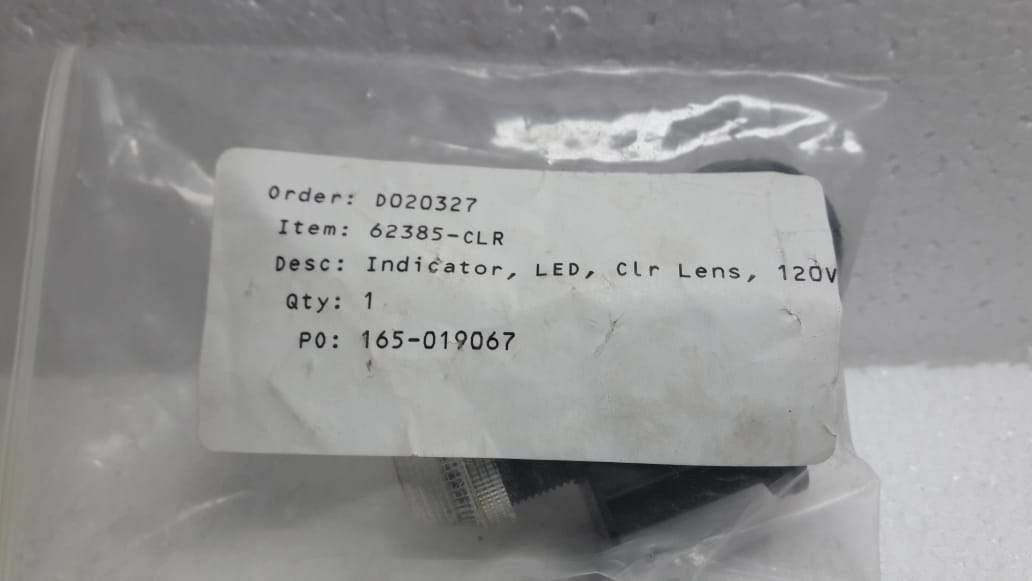 Order: D020327
Item: 62385-CLR
Desc: Indicator, LED, Clr Lens, 120V
Qty: 1
PO: 165-019067